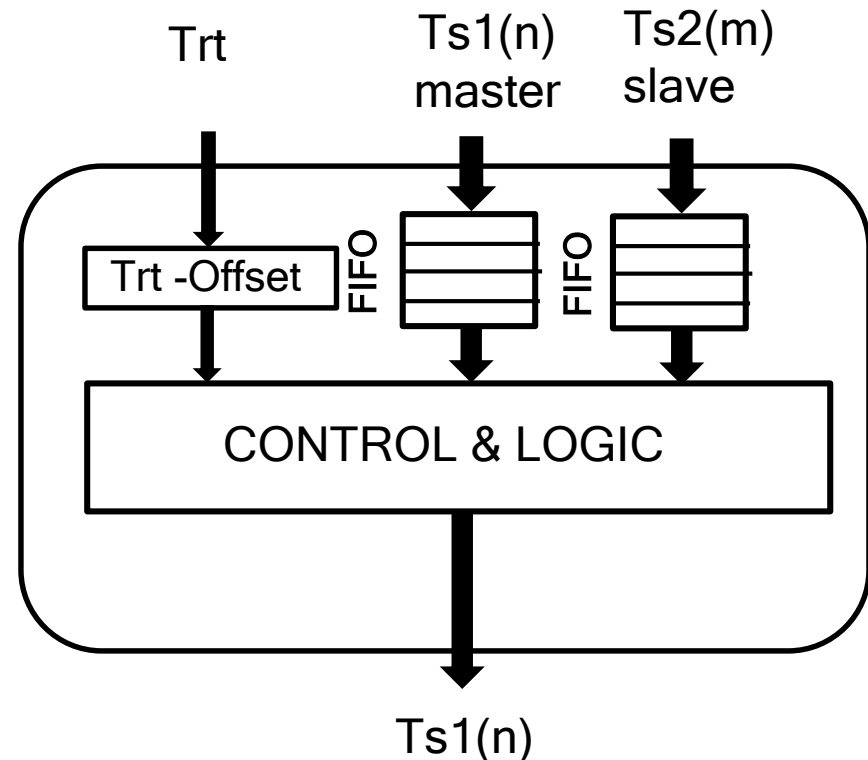 Trt
Ts1(n)
master
Ts2(m)
slave
Trt -Offset
FIFO
FIFO
CONTROL & LOGIC
Ts1(n)